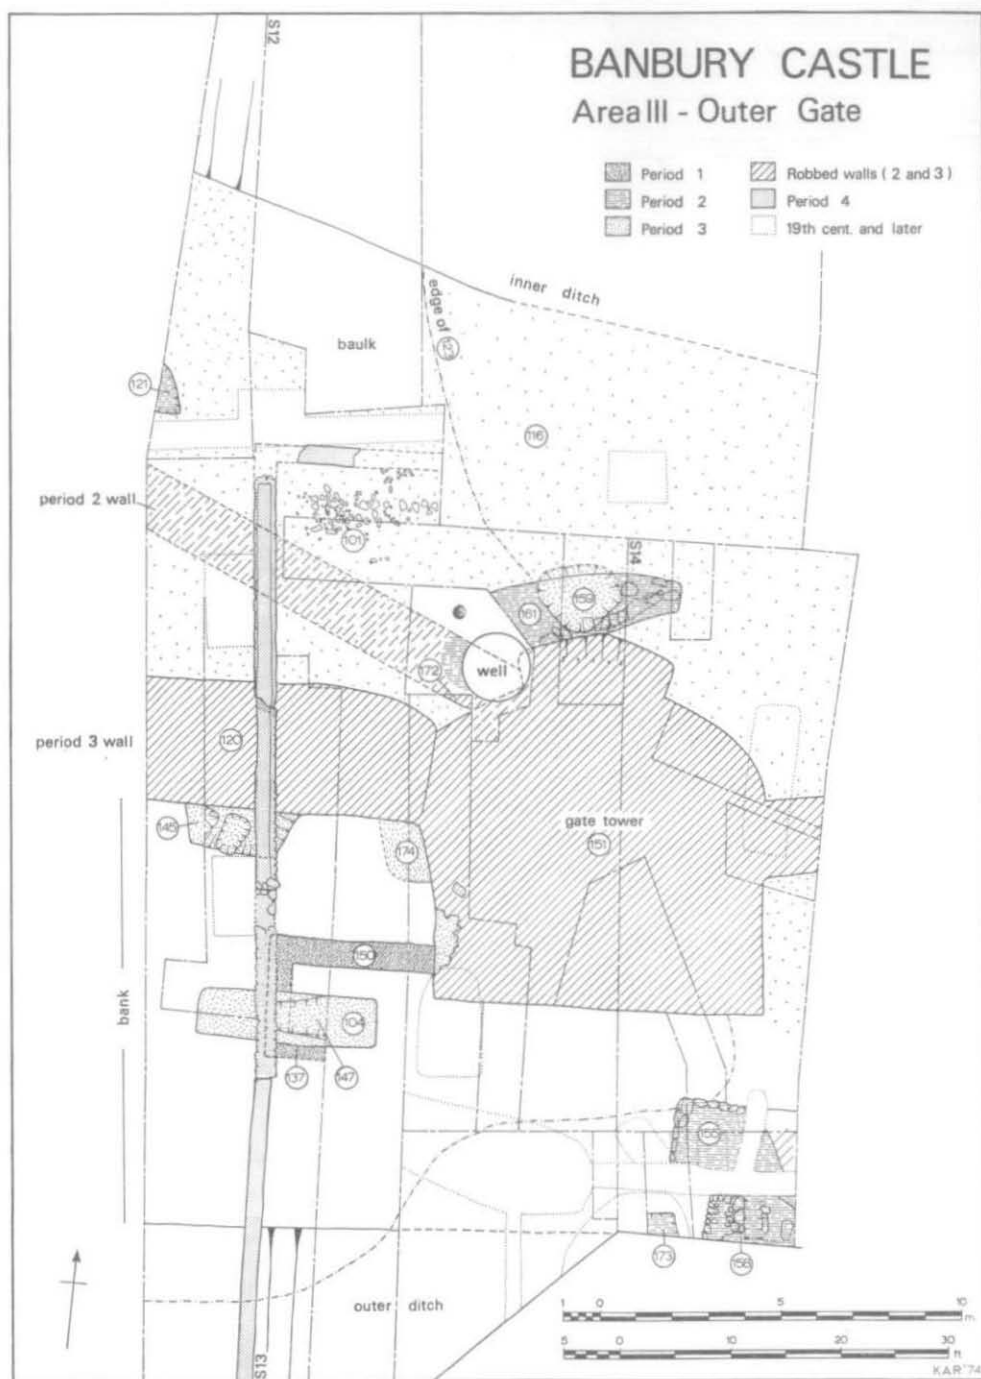 S12
BANBURY CASTLE
Area III - Outer Gate
Period 1
Period 2
Period 3
Robbed walls ( 2 and 3 )
Period 4
19th cent. and later
inner ditch
edge of 123
baulk
121
116
period 2 wall
101
S14
159
161
172
well
period 3 wall
120
145
174
gate tower
151
150
bank
104
137
147
173
outer ditch
S13
1 0 5 10
m.
5 0 10 20 30
ft.
KAR.'74